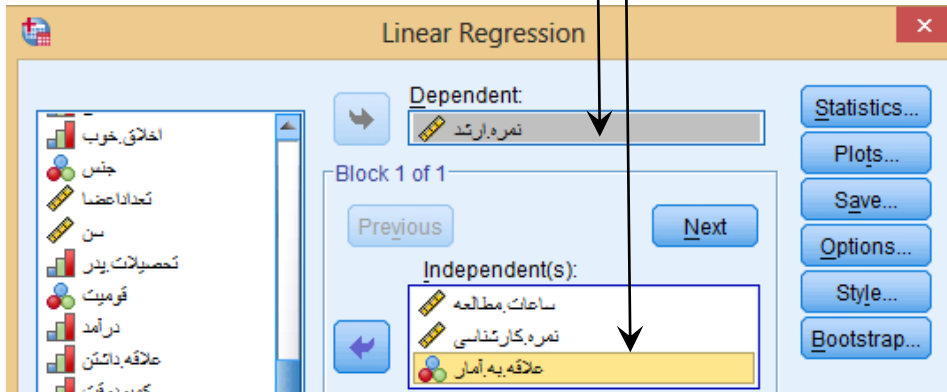 Linear Regression
Dependent:
نمره.ارشد
Statistics...
Plots...
Save...
Options...
Style...
Bootstrap...
Block 1 of 1
Previous
Next
Independent(s):
ساعات.مطالعه
نمره.کارشناسی
علاقه.به.آمار
اخلاق.خوب
جنس
تعداداعضا
سن
تحصیلات.پدر
قومیت
درآمد
علاقه.داشتن